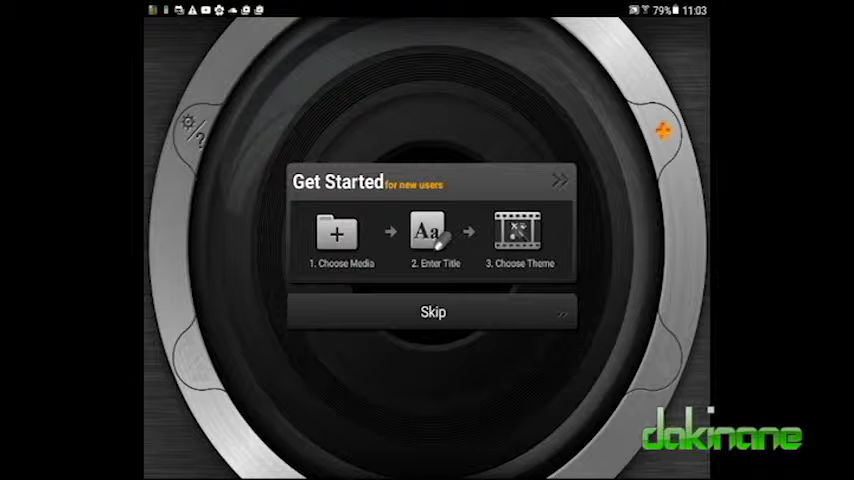 79% 11:03
Get Started for new users
1. Choose Media
2. Enter Title
3. Choose Theme
Aa
Skip
dakinane